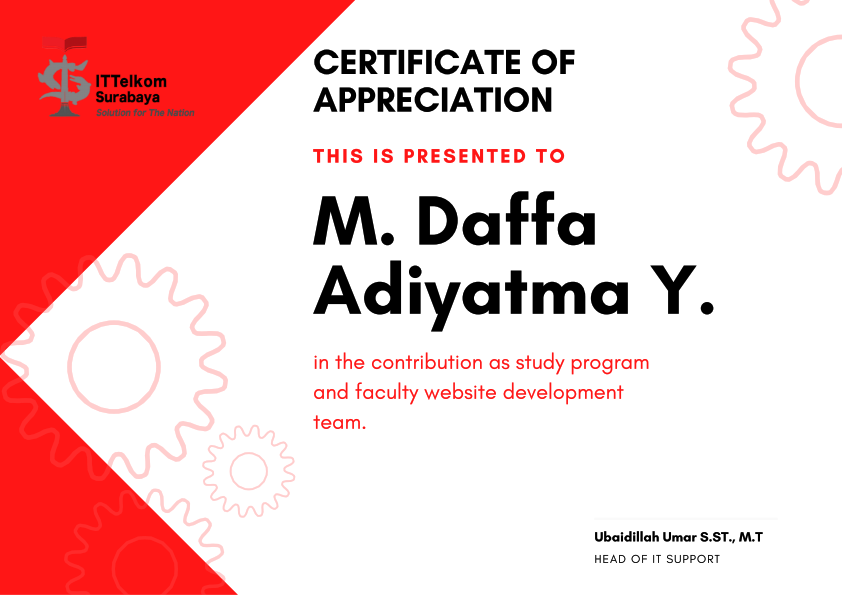 ITTelkom
Surabaya
Solution for The Nation
CERTIFICATE OF
APPRECIATION
THIS IS PRESENTED TO
M. Daffa
Adiyatma Y.
in the contribution as study program
and faculty website development
team.
Ubaidillah Umar S.ST., M.T
HEAD OF IT SUPPORT